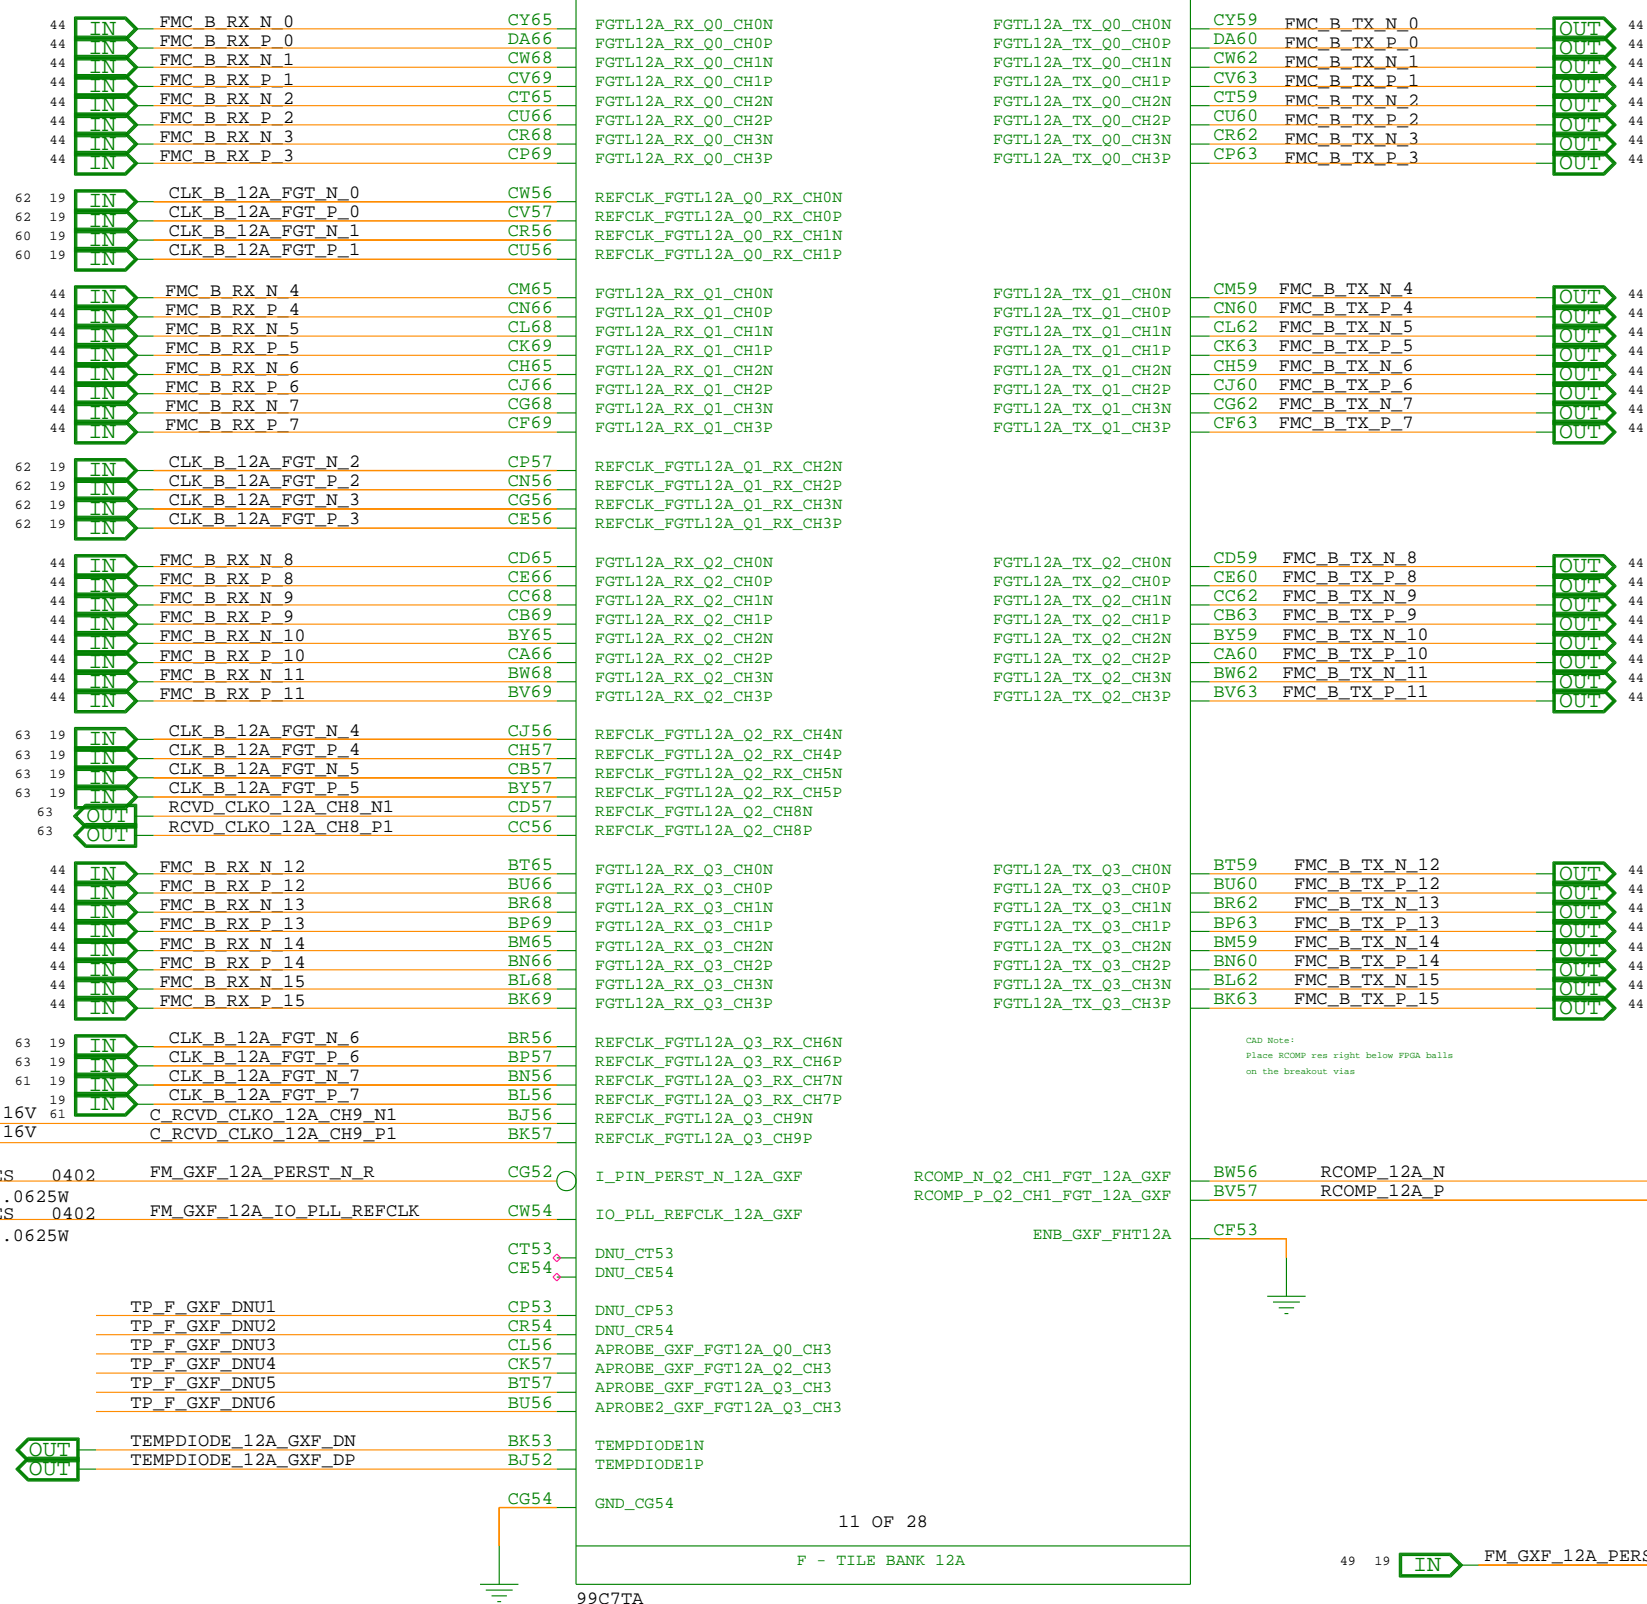 44 IN FMC_B_RX_N_0 CY65 FGTL12A_RX_Q0_CH0N FGTL12A_TX_Q0_CH0N CY59 FMC_B_TX_N_0 OUT 44
44 IN FMC_B_RX_P_0 DA66 FGTL12A_RX_Q0_CH0P FGTL12A_TX_Q0_CH0P DA60 FMC_B_TX_P_0 OUT 44
44 IN FMC_B_RX_N_1 CW68 FGTL12A_RX_Q0_CH1N FGTL12A_TX_Q0_CH1N CW62 FMC_B_TX_N_1 OUT 44
44 IN FMC_B_RX_P_1 CV69 FGTL12A_RX_Q0_CH1P FGTL12A_TX_Q0_CH1P CV63 FMC_B_TX_P_1 OUT 44
44 IN FMC_B_RX_N_2 CT65 FGTL12A_RX_Q0_CH2N FGTL12A_TX_Q0_CH2N CT59 FMC_B_TX_N_2 OUT 44
44 IN FMC_B_RX_P_2 CU66 FGTL12A_RX_Q0_CH2P FGTL12A_TX_Q0_CH2P CU60 FMC_B_TX_P_2 OUT 44
44 IN FMC_B_RX_N_3 CR68 FGTL12A_RX_Q0_CH3N FGTL12A_TX_Q0_CH3N CR62 FMC_B_TX_N_3 OUT 44
44 IN FMC_B_RX_P_3 CP69 FGTL12A_RX_Q0_CH3P FGTL12A_TX_Q0_CH3P CP63 FMC_B_TX_P_3 OUT 44
62 19 IN CLK_B_12A_FGT_N_0 CW56 REFCLK_FGTL12A_Q0_RX_CH0N
62 19 IN CLK_B_12A_FGT_P_0 CV57 REFCLK_FGTL12A_Q0_RX_CH0P
60 19 IN CLK_B_12A_FGT_N_1 CR56 REFCLK_FGTL12A_Q0_RX_CH1N
60 19 IN CLK_B_12A_FGT_P_1 CU56 REFCLK_FGTL12A_Q0_RX_CH1P
44 IN FMC_B_RX_N_4 CM65 FGTL12A_RX_Q1_CH0N FGTL12A_TX_Q1_CH0N CM59 FMC_B_TX_N_4 OUT 44
44 IN FMC_B_RX_P_4 CN66 FGTL12A_RX_Q1_CH0P FGTL12A_TX_Q1_CH0P CN60 FMC_B_TX_P_4 OUT 44
44 IN FMC_B_RX_N_5 CL68 FGTL12A_RX_Q1_CH1N FGTL12A_TX_Q1_CH1N CL62 FMC_B_TX_N_5 OUT 44
44 IN FMC_B_RX_P_5 CK69 FGTL12A_RX_Q1_CH1P FGTL12A_TX_Q1_CH1P CK63 FMC_B_TX_P_5 OUT 44
44 IN FMC_B_RX_N_6 CH65 FGTL12A_RX_Q1_CH2N FGTL12A_TX_Q1_CH2N CH59 FMC_B_TX_N_6 OUT 44
44 IN FMC_B_RX_P_6 CJ66 FGTL12A_RX_Q1_CH2P FGTL12A_TX_Q1_CH2P CJ60 FMC_B_TX_P_6 OUT 44
44 IN FMC_B_RX_N_7 CG68 FGTL12A_RX_Q1_CH3N FGTL12A_TX_Q1_CH3N CG62 FMC_B_TX_N_7 OUT 44
44 IN FMC_B_RX_P_7 CF69 FGTL12A_RX_Q1_CH3P FGTL12A_TX_Q1_CH3P CF63 FMC_B_TX_P_7 OUT 44
62 19 IN CLK_B_12A_FGT_N_2 CP57 REFCLK_FGTL12A_Q1_RX_CH2N
62 19 IN CLK_B_12A_FGT_P_2 CN56 REFCLK_FGTL12A_Q1_RX_CH2P
62 19 IN CLK_B_12A_FGT_N_3 CG56 REFCLK_FGTL12A_Q1_RX_CH3N
62 19 IN CLK_B_12A_FGT_P_3 CE56 REFCLK_FGTL12A_Q1_RX_CH3P
44 IN FMC_B_RX_N_8 CD65 FGTL12A_RX_Q2_CH0N FGTL12A_TX_Q2_CH0N CD59 FMC_B_TX_N_8 OUT 44
44 IN FMC_B_RX_P_8 CE66 FGTL12A_RX_Q2_CH0P FGTL12A_TX_Q2_CH0P CE60 FMC_B_TX_P_8 OUT 44
44 IN FMC_B_RX_N_9 CC68 FGTL12A_RX_Q2_CH1N FGTL12A_TX_Q2_CH1N CC62 FMC_B_TX_N_9 OUT 44
44 IN FMC_B_RX_P_9 CB69 FGTL12A_RX_Q2_CH1P FGTL12A_TX_Q2_CH1P CB63 FMC_B_TX_P_9 OUT 44
44 IN FMC_B_RX_N_10 BY65 FGTL12A_RX_Q2_CH2N FGTL12A_TX_Q2_CH2N BY59 FMC_B_TX_N_10 OUT 44
44 IN FMC_B_RX_P_10 CA66 FGTL12A_RX_Q2_CH2P FGTL12A_TX_Q2_CH2P CA60 FMC_B_TX_P_10 OUT 44
44 IN FMC_B_RX_N_11 BW68 FGTL12A_RX_Q2_CH3N FGTL12A_TX_Q2_CH3N BW62 FMC_B_TX_N_11 OUT 44
44 IN FMC_B_RX_P_11 BV69 FGTL12A_RX_Q2_CH3P FGTL12A_TX_Q2_CH3P BV63 FMC_B_TX_P_11 OUT 44
63 19 IN CLK_B_12A_FGT_N_4 CJ56 REFCLK_FGTL12A_Q2_RX_CH4N
63 19 IN CLK_B_12A_FGT_P_4 CH57 REFCLK_FGTL12A_Q2_RX_CH4P
63 19 IN CLK_B_12A_FGT_N_5 CB57 REFCLK_FGTL12A_Q2_RX_CH5N
63 19 IN CLK_B_12A_FGT_P_5 BY57 REFCLK_FGTL12A_Q2_RX_CH5P
63 OUT RCVD_CLKO_12A_CH8_N1 CD57 REFCLK_FGTL12A_Q2_CH8N
63 OUT RCVD_CLKO_12A_CH8_P1 CC56 REFCLK_FGTL12A_Q2_CH8P
44 IN FMC_B_RX_N_12 BT65 FGTL12A_RX_Q3_CH0N FGTL12A_TX_Q3_CH0N BT59 FMC_B_TX_N_12 OUT 44
44 IN FMC_B_RX_P_12 BU66 FGTL12A_RX_Q3_CH0P FGTL12A_TX_Q3_CH0P BU60 FMC_B_TX_P_12 OUT 44
44 IN FMC_B_RX_N_13 BR68 FGTL12A_RX_Q3_CH1N FGTL12A_TX_Q3_CH1N BR62 FMC_B_TX_N_13 OUT 44
44 IN FMC_B_RX_P_13 BP69 FGTL12A_RX_Q3_CH1P FGTL12A_TX_Q3_CH1P BP63 FMC_B_TX_P_13 OUT 44
44 IN FMC_B_RX_N_14 BM65 FGTL12A_RX_Q3_CH2N FGTL12A_TX_Q3_CH2N BM59 FMC_B_TX_N_14 OUT 44
44 IN FMC_B_RX_P_14 BN66 FGTL12A_RX_Q3_CH2P FGTL12A_TX_Q3_CH2P BN60 FMC_B_TX_P_14 OUT 44
44 IN FMC_B_RX_N_15 BL68 FGTL12A_RX_Q3_CH3N FGTL12A_TX_Q3_CH3N BL62 FMC_B_TX_N_15 OUT 44
44 IN FMC_B_RX_P_15 BK69 FGTL12A_RX_Q3_CH3P FGTL12A_TX_Q3_CH3P BK63 FMC_B_TX_P_15 OUT 44
63 19 IN CLK_B_12A_FGT_N_6 BR56 REFCLK_FGTL12A_Q3_RX_CH6N CAD Note:
63 19 IN CLK_B_12A_FGT_P_6 BP57 REFCLK_FGTL12A_Q3_RX_CH6P Place RCOMP res right below FPGA balls
61 19 IN CLK_B_12A_FGT_N_7 BN56 REFCLK_FGTL12A_Q3_RX_CH7N on the breakout vias
19 IN CLK_B_12A_FGT_P_7 BL56 REFCLK_FGTL12A_Q3_RX_CH7P
16V 61 C_RCVD_CLKO_12A_CH9_N1 BJ56 REFCLK_FGTL12A_Q3_CH9N
16V C_RCVD_CLKO_12A_CH9_P1 BK57 REFCLK_FGTL12A_Q3_CH9P
ES 0402 FM_GXF_12A_PERST_N_R CG52 I_PIN_PERST_N_12A_GXF RCOMP_N_Q2_CH1_FGT_12A_GXF BW56 RCOMP_12A_N
.0625W RCOMP_P_Q2_CH1_FGT_12A_GXF BV57 RCOMP_12A_P
ES 0402 FM_GXF_12A_IO_PLL_REFCLK CW54 IO_PLL_REFCLK_12A_GXF
.0625W ENB_GXF_FHT12A CF53
CT53 DNU_CT53
CE54 DNU_CE54
TP_F_GXF_DNU1 CP53 DNU_CP53
TP_F_GXF_DNU2 CR54 DNU_CR54
TP_F_GXF_DNU3 CL56 APROBE_GXF_FGT12A_Q0_CH3
TP_F_GXF_DNU4 CK57 APROBE_GXF_FGT12A_Q2_CH3
TP_F_GXF_DNU5 BT57 APROBE_GXF_FGT12A_Q3_CH3
TP_F_GXF_DNU6 BU56 APROBE2_GXF_FGT12A_Q3_CH3
OUT TEMPDIODE_12A_GXF_DN BK53 TEMPDIODE1N
OUT TEMPDIODE_12A_GXF_DP BJ52 TEMPDIODE1P
CG54 GND_CG54
11 OF 28
F - TILE BANK 12A
49 19 IN FM_GXF_12A_PERS
99C7TA